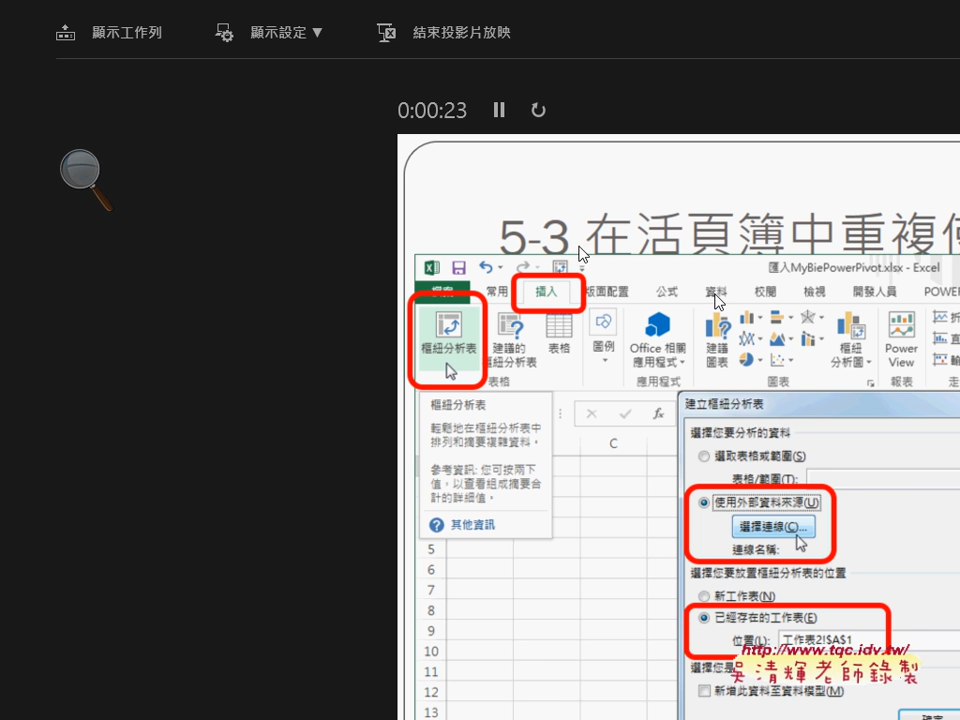 顯示工作列 顯示設定▼ 結束投影片放映
0:00:23
5-3 在活頁簿中重複使
匯入MyBiePowerPivot.xlsx - Excel
檔案 常用 插入 版面配置 公式 資料 校閱 檢視 開發人員 POWER
樞紐分析表 建議的樞紐分析表 表格 圖例 Office 相關應用程式 建議圖表 樞紐分析圖 Power View 折 直 輸
表格 應用程式 圖表 報表 走
樞紐分析表
輕鬆地在樞紐分析表中
排列和摘要複雜資料。
參考資訊: 您可按兩下
值，以查看組成摘要合
計的詳細值。
其他資訊
fx
C
5
6
7
8
9
10
11
12
13
建立樞紐分析表
選擇您要分析的資料
選取表格或範圍(S)
表格/範圍(T):
使用外部資料來源(U)
選擇連線(C)...
連線名稱:
選擇您要放置樞紐分析表的位置
新工作表(N)
已經存在的工作表(E)
位置(L): 工作表2!$A$1
http://www.tqc.idv.tw/
吳清輝老師錄製
選擇您是
新增此資料至資料模型(M)
確定